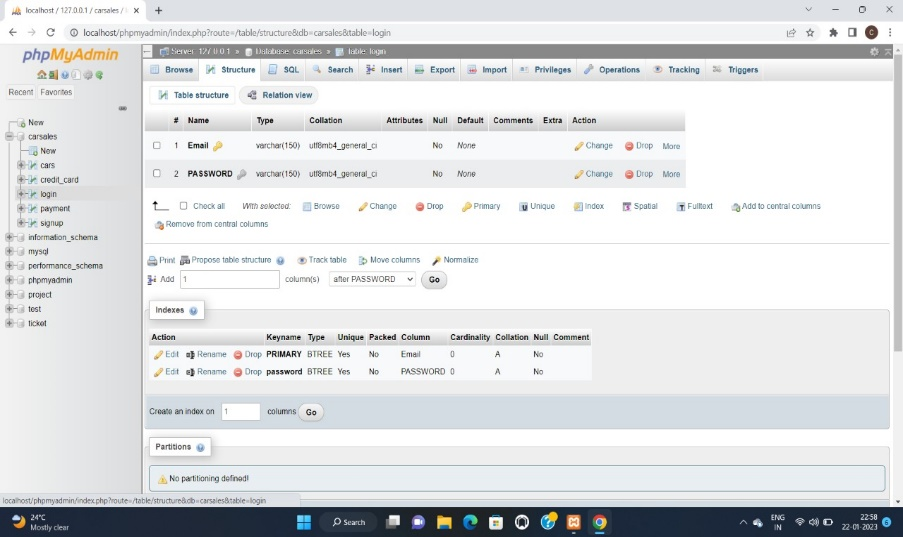 localhost / 127.0.0.1 / carsales /
localhost/phpmyadmin/index.php?route=/table/structure&db=carsales&table=login
C
phpMyAdmin
Server: 127.0.0.1 » Database: carsales » Table: login
Browse Structure SQL Search Insert Export Import Privileges Operations Tracking Triggers
Recent Favorites
Table structure Relation view
New
carsales
New
cars
credit_card
login
payment
signup
information_schema
mysql
performance_schema
phpmyadmin
project
test
ticket
# Name Type Collation Attributes Null Default Comments Extra Action
1 Email varchar(150) utf8mb4_general_ci No None Change Drop More
2 PASSWORD varchar(150) utf8mb4_general_ci No None Change Drop More
Check all With selected: Browse Change Drop Primary Unique Index Spatial Fulltext Add to central columns
Remove from central columns
Print Propose table structure Track table Move columns Normalize
Add 1 column(s) after PASSWORD Go
Indexes
Action Keyname Type Unique Packed Column Cardinality Collation Null Comment
Edit Rename Drop PRIMARY BTREE Yes No Email 0 A No
Edit Rename Drop password BTREE Yes No PASSWORD 0 A No
Create an index on 1 columns Go
Partitions
No partitioning defined!
localhost/phpmyadmin/index.php?route=/table/structure&db=carsales&table=login
24°C
Mostly clear
Search
ENG
IN
22:58
22-01-2023
6